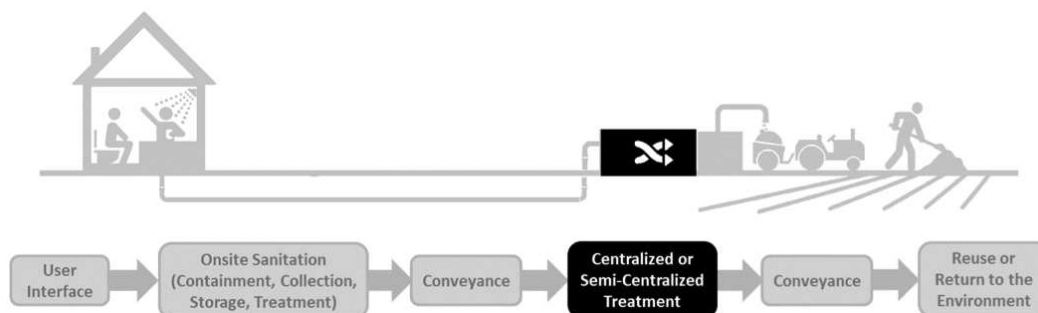 User
Interface
Onsite Sanitation
(Containment, Collection,
Storage, Treatment)
Conveyance
Centralized or
Semi-Centralized
Treatment
Conveyance
Reuse or
Return to the
Environment